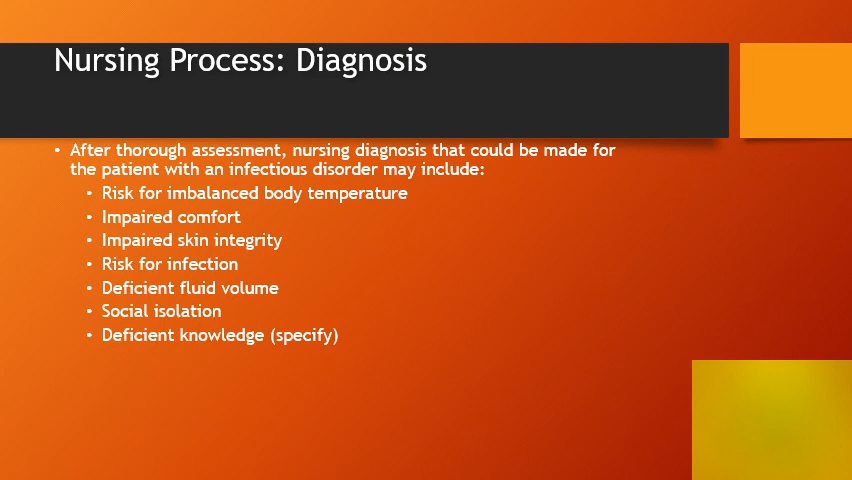 Nursing Process: Diagnosis
• After thorough assessment, nursing diagnosis that could be made for
the patient with an infectious disorder may include:
• Risk for imbalanced body temperature
• Impaired comfort
• Impaired skin integrity
• Risk for infection
• Deficient fluid volume
• Social isolation
• Deficient knowledge (specify)